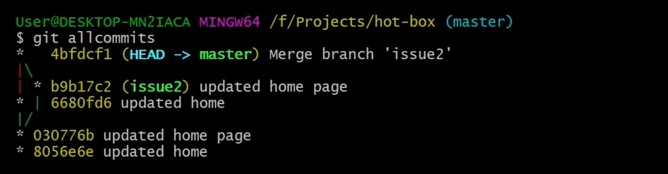 User@DESKTOP-MN2IACA MINGW64 /f/Projects/hot-box (master)
$ git allcommits
*   4bfdcf1 (HEAD -> master) Merge branch 'issue2'
|\
| * b9b17c2 (issue2) updated home page
* | 6680fd6 updated home
|/
* 030776b updated home page
* 8056e6e updated home